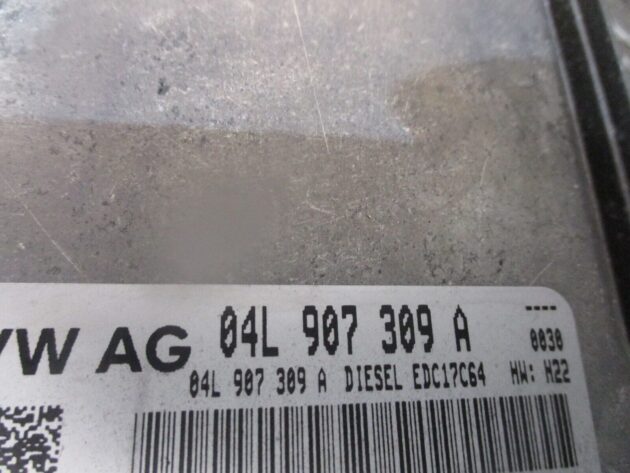 VW AG 04L 907 309 A
----
0030
04L 907 309 A DIESEL EDC17C64 HW: H22